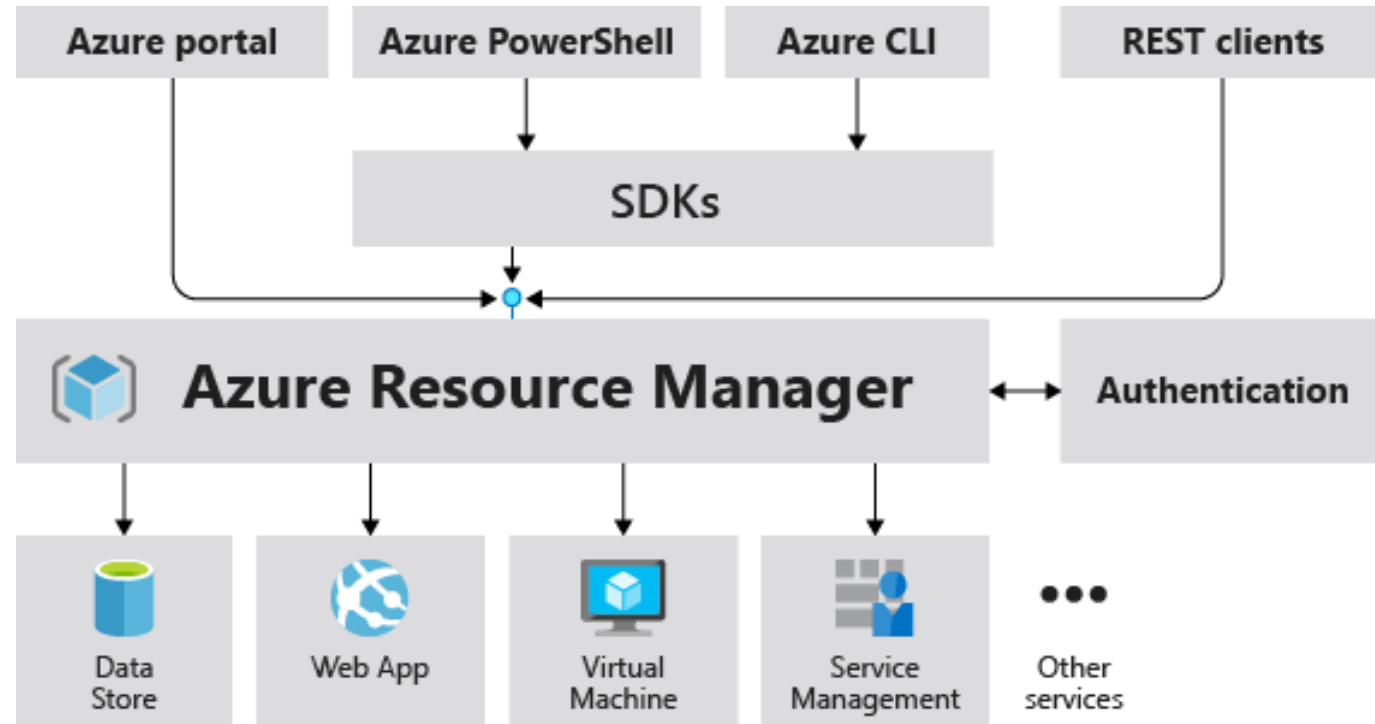 Azure portal
Azure PowerShell
Azure CLI
REST clients
SDKs
Azure Resource Manager
Authentication
Data
Store
Web App
Virtual
Machine
Service
Management
Other
services